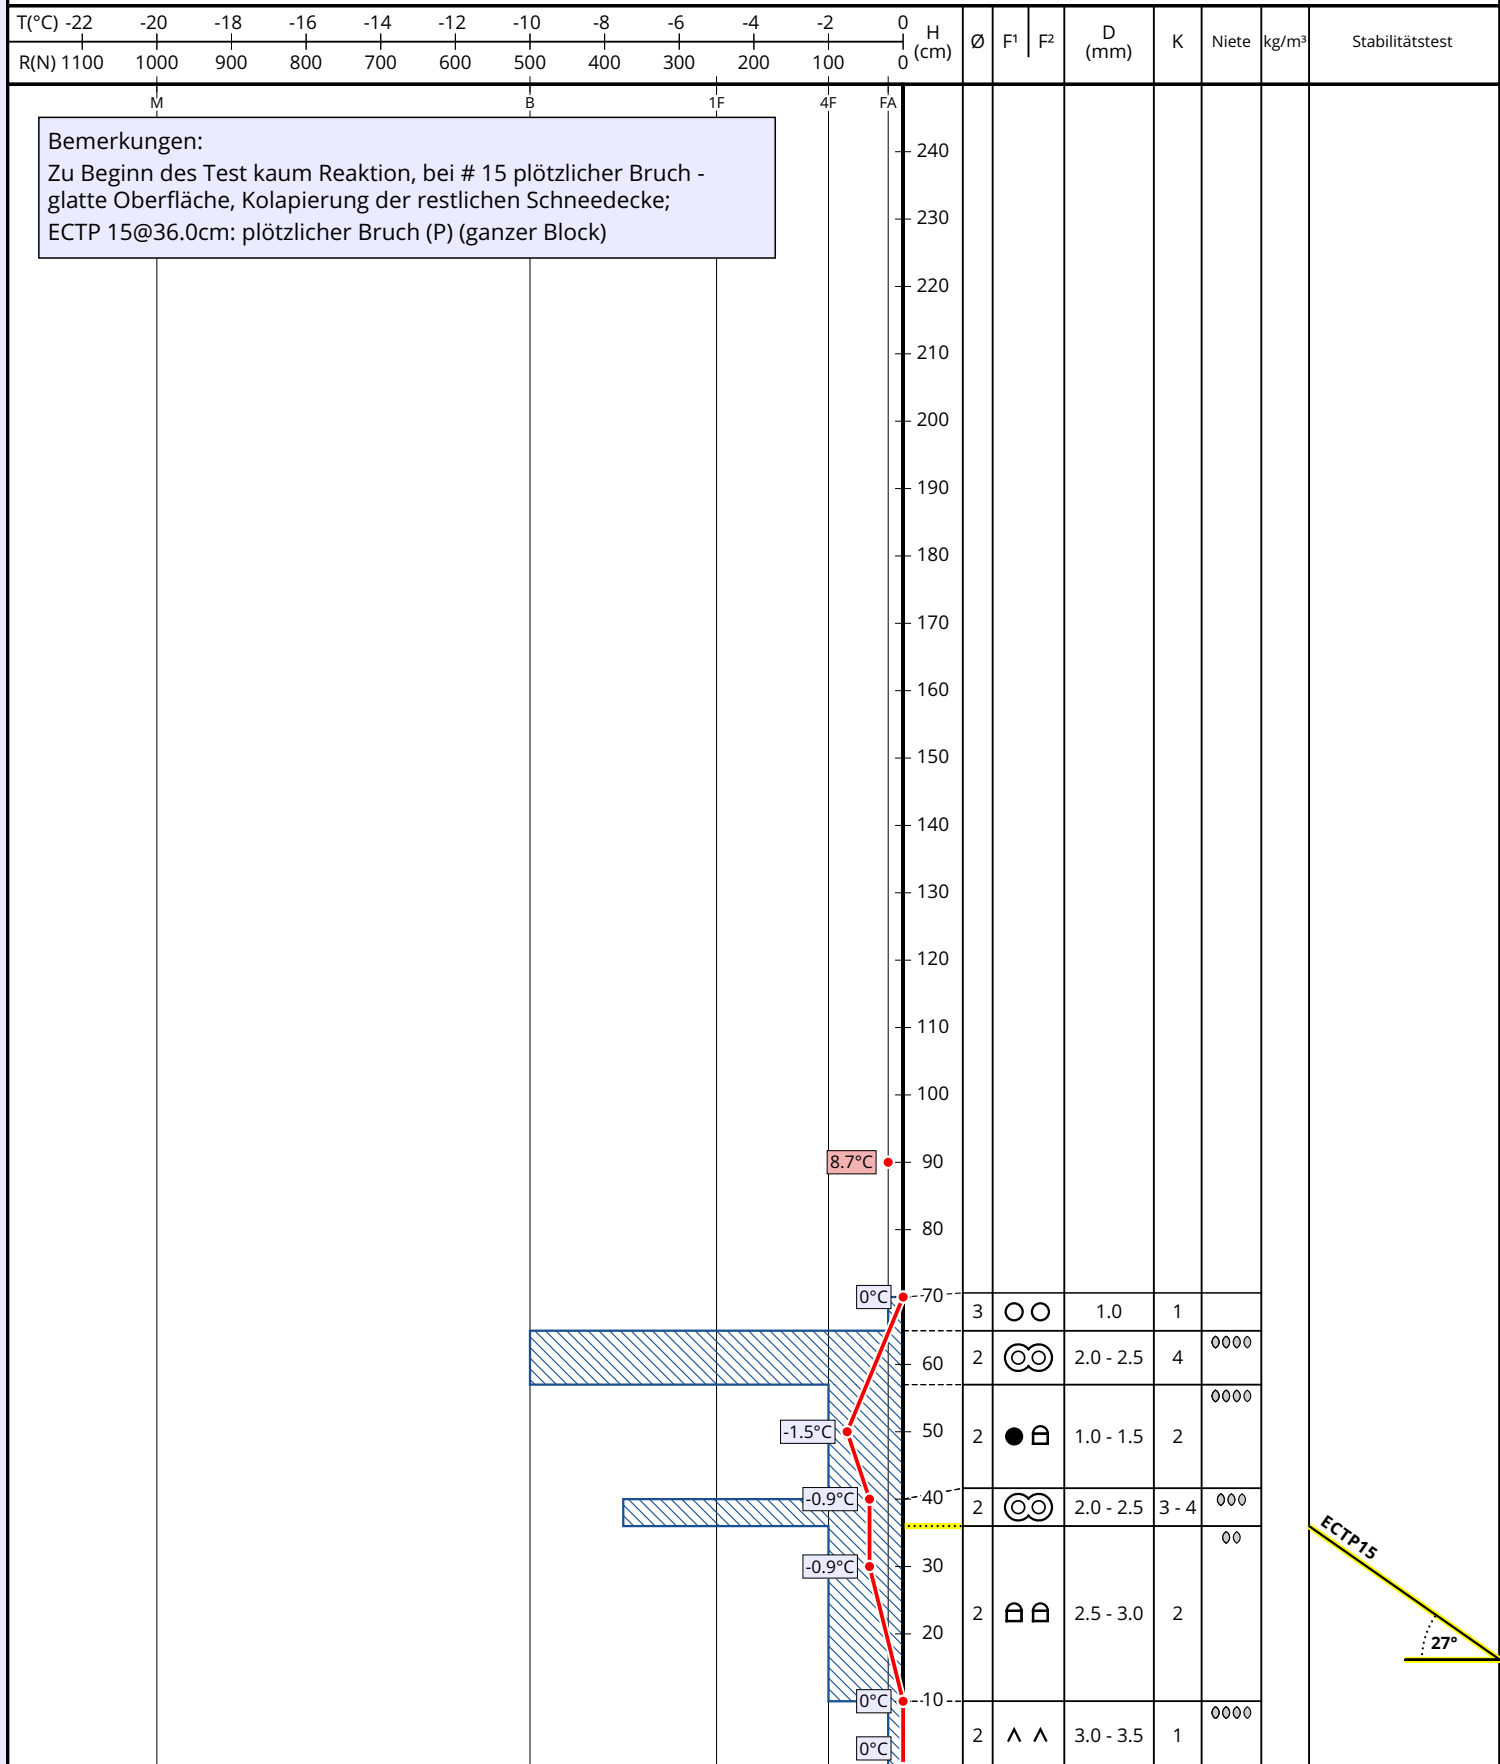 T(°C) -22 -20 -18 -16 -14 -12 -10 -8 -6 -4 -2 0
R(N) 1100 1000 900 800 700 600 500 400 300 200 100 0
H (cm) Ø F¹ F² D (mm) K Niete kg/m³ Stabilitätstest
M B 1F 4F FA
Bemerkungen:
Zu Beginn des Test kaum Reaktion, bei # 15 plötzlicher Bruch -
glatte Oberfläche, Kolapierung der restlichen Schneedecke;
ECTP 15@36.0cm: plötzlicher Bruch (P) (ganzer Block)
240
230
220
210
200
190
180
170
160
150
140
130
120
110
100
8.7°C 90
80
0°C 70
3 1.0 1
60 2 2.0 - 2.5 4
-1.5°C 50
2 1.0 - 1.5 2
-0.9°C 40
2 2.0 - 2.5 3 - 4
ECTP15
-0.9°C 30
2 2.5 - 3.0 2
20
27°
0°C 10
2 3.0 - 3.5 1
0°C